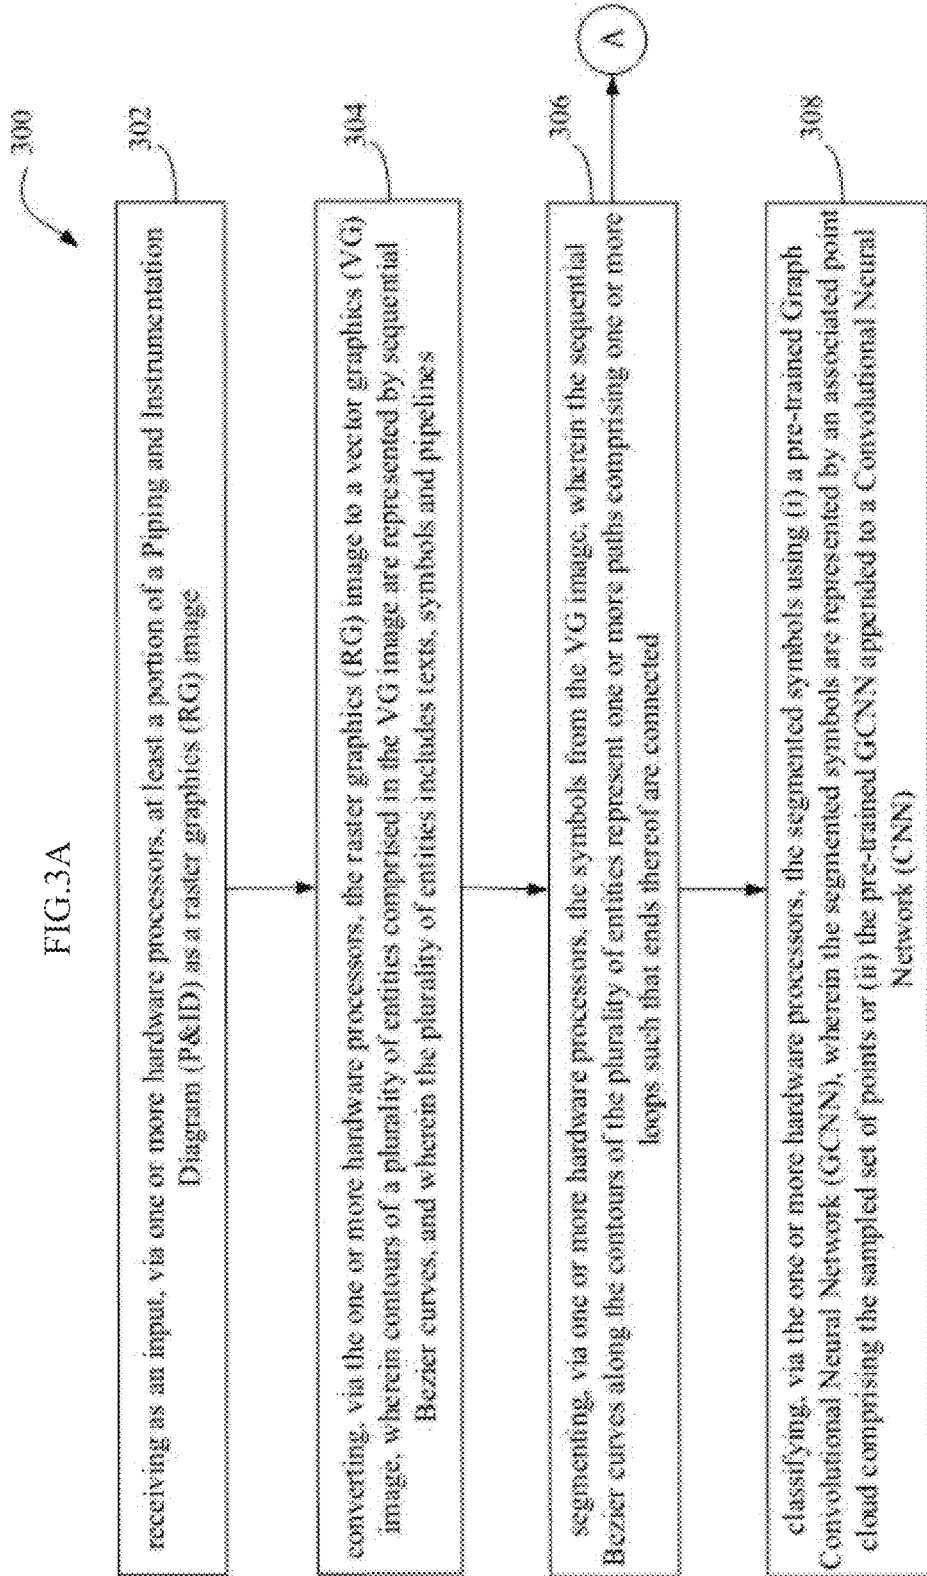 FIG.3A
300
302
receiving as an input, via one or more hardware processors, at least a portion of a Piping and Instrumentation
Diagram (P&ID) as a raster graphics (RG) image
304
converting, via the one or more hardware processors, the raster graphics (RG) image to a vector graphics (VG)
image, wherein contours of a plurality of entities comprised in the VG image are represented by sequential
Bezier curves, and wherein the plurality of entities includes texts, symbols and pipelines
306
segmenting, via one or more hardware processors, the symbols from the VG image, wherein the sequential
Bezier curves along the contours of the plurality of entities represent one or more paths comprising one or more
loops such that ends thereof are connected
A
308
classifying, via the one or more hardware processors, the segmented symbols using (i) a pre-trained Graph
Convolutional Neural Network (GCNN), wherein the segmented symbols are represented by an associated point
cloud comprising the sampled set of points or (ii) the pre-trained GCNN appended to a Convolutional Neural
Network (CNN)